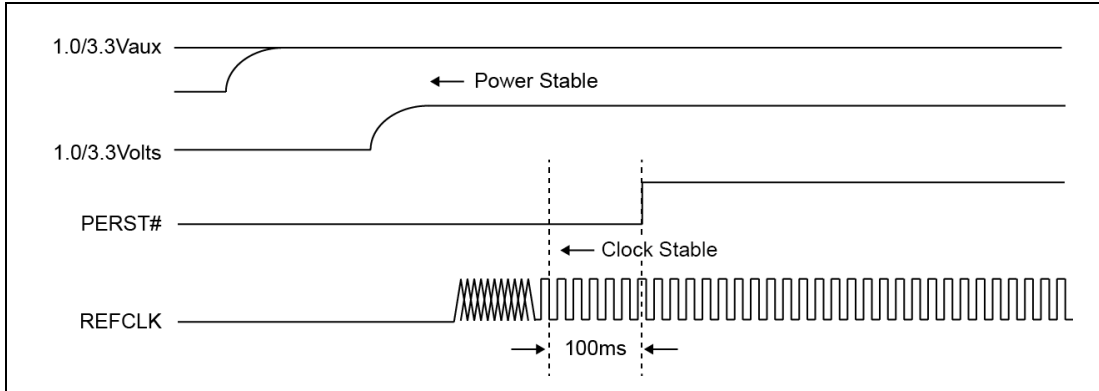 1.0/3.3Vaux
Power Stable
1.0/3.3Volts
PERST#
Clock Stable
REFCLK
100ms